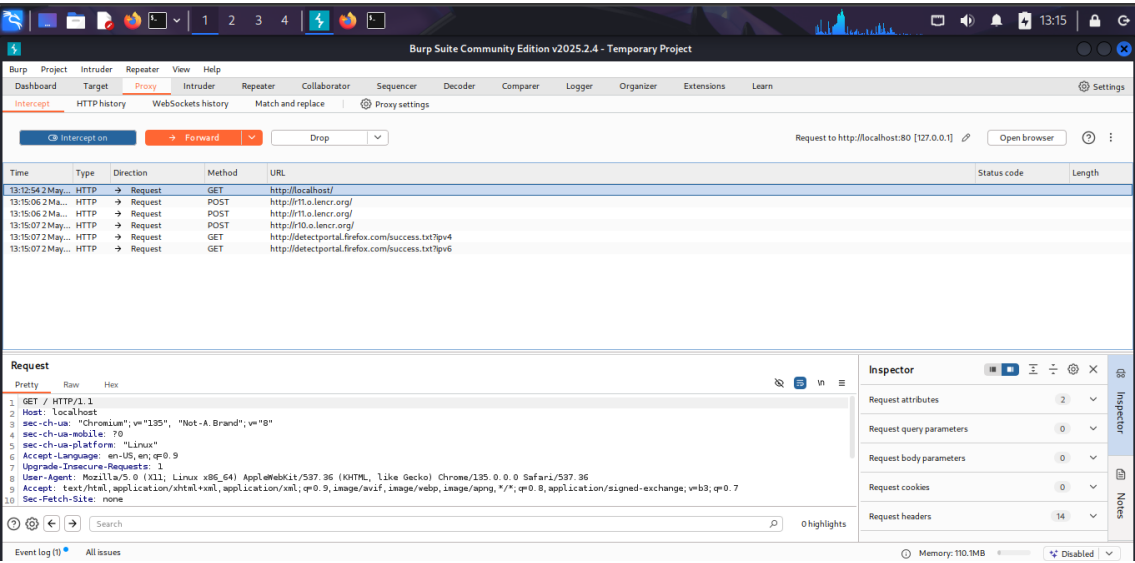 1 2 3 4 13:15
Burp Suite Community Edition v2025.2.4 - Temporary Project
Burp Project Intruder Repeater View Help
Dashboard Target Proxy Intruder Repeater Collaborator Sequencer Decoder Comparer Logger Organizer Extensions Learn Settings
Intercept HTTP history WebSockets history Match and replace Proxy settings
Intercept on Forward Drop Request to http://localhost:80 [127.0.0.1] Open browser
Time Type Direction Method URL Status code Length
13:12:54 2 May... HTTP → Request GET http://localhost/
13:15:06 2 Ma... HTTP → Request POST http://r11.o.lencr.org/
13:15:06 2 Ma... HTTP → Request POST http://r11.o.lencr.org/
13:15:07 2 May... HTTP → Request POST http://r10.o.lencr.org/
13:15:07 2 May... HTTP → Request GET http://detectportal.firefox.com/success.txt?ipv4
13:15:07 2 May... HTTP → Request GET http://detectportal.firefox.com/success.txt?ipv6
Request
Pretty Raw Hex \n
1 GET / HTTP/1.1
2 Host: localhost
3 sec-ch-ua: "Chromium";v="135", "Not-A.Brand";v="8"
4 sec-ch-ua-mobile: ?0
5 sec-ch-ua-platform: "Linux"
6 Accept-Language: en-US,en;q=0.9
7 Upgrade-Insecure-Requests: 1
8 User-Agent: Mozilla/5.0 (X11; Linux x86_64) AppleWebKit/537.36 (KHTML, like Gecko) Chrome/135.0.0.0 Safari/537.36
9 Accept: text/html,application/xhtml+xml,application/xml;q=0.9,image/avif,image/webp,image/apng,*/*;q=0.8,application/signed-exchange;v=b3;q=0.7
10 Sec-Fetch-Site: none
Search 0 highlights
Inspector
Request attributes 2
Request query parameters 0
Request body parameters 0
Request cookies 0
Request headers 14
Inspector
Notes
Event log (1) All issues Memory: 110.1MB Disabled